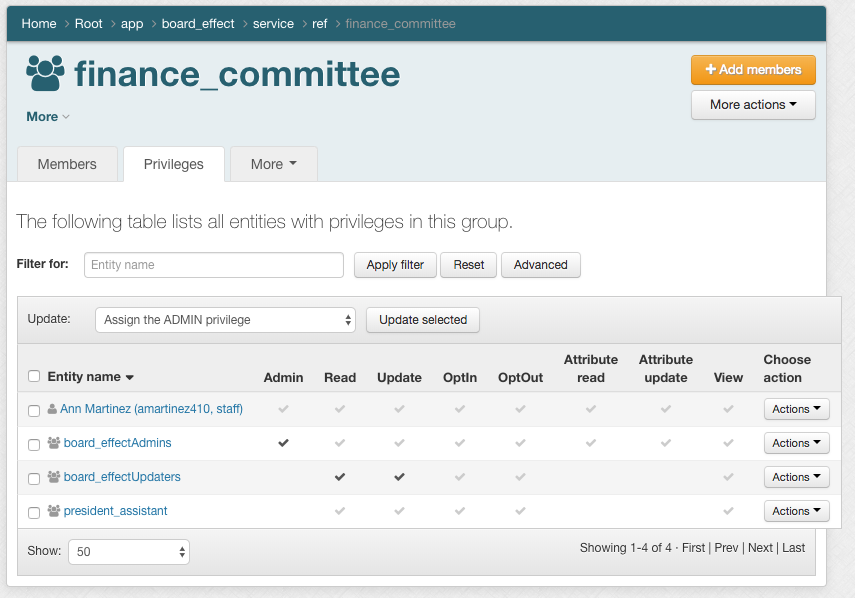 Home > Root > app > board_effect > service > ref > finance_committee
finance_committee
+ Add members
More
More actions
Members Privileges More
The following table lists all entities with privileges in this group.
Filter for: Entity name Apply filter Reset Advanced
Update: Assign the ADMIN privilege Update selected
Entity name Admin Read Update OptIn OptOut Attribute read Attribute update View Choose action
Ann Martinez (amartinez410, staff) Actions
board_effectAdmins Actions
board_effectUpdaters Actions
president_assistant Actions
Show: 50 Showing 1-4 of 4 · First | Prev | Next | Last